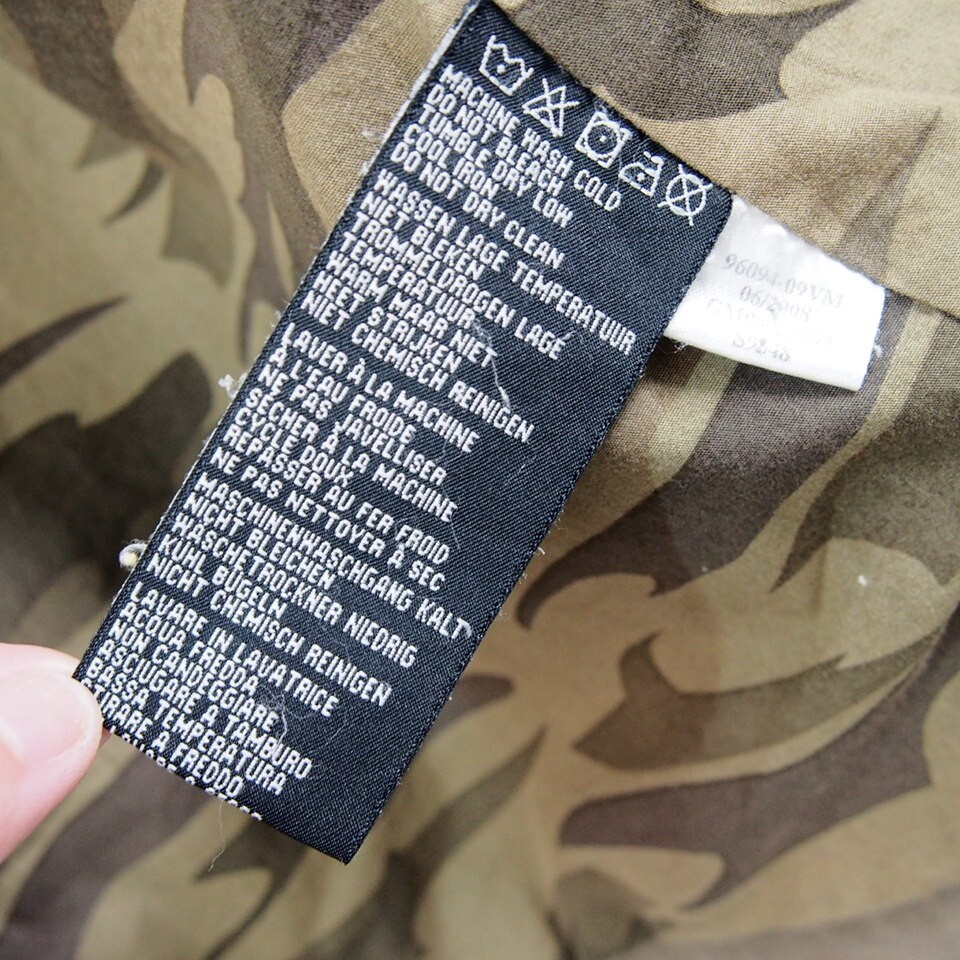 MACHINE WASH COLD
DO NOT BLEACH
TUMBLE DRY LOW
COOL IRON
DO NOT DRY CLEAN
WASSEN LAGE TEMPERATUUR
NIET BLEKEN
TROMMELDROGEN LAGE
TEMPERATUUR
WARM MAAR NIET
HEET STRIJKEN
NIET CHEMISCH REINIGEN
LAVER À LA MACHINE
À L'EAU FROIDE
NE PAS JAVELLISER
SÉCHER À LA MACHINE
CYCLE DOUX
REPASSER AU FER FROID
NE PAS NETTOYER À SEC
MASCHINENWASCHGANG KALT
NICHT BLEICHEN
WÄSCHETROCKNER NIEDRIG
KÜHL BÜGELN
NICHT CHEMISCH REINIGEN
LAVARE IN LAVATRICE
ACQUA FREDDA
NON CANDEGGIARE
ASCIUGARE A TAMBURO
BASSA TEMPERATURA
A FREDDO
96094-09VM
06/2008